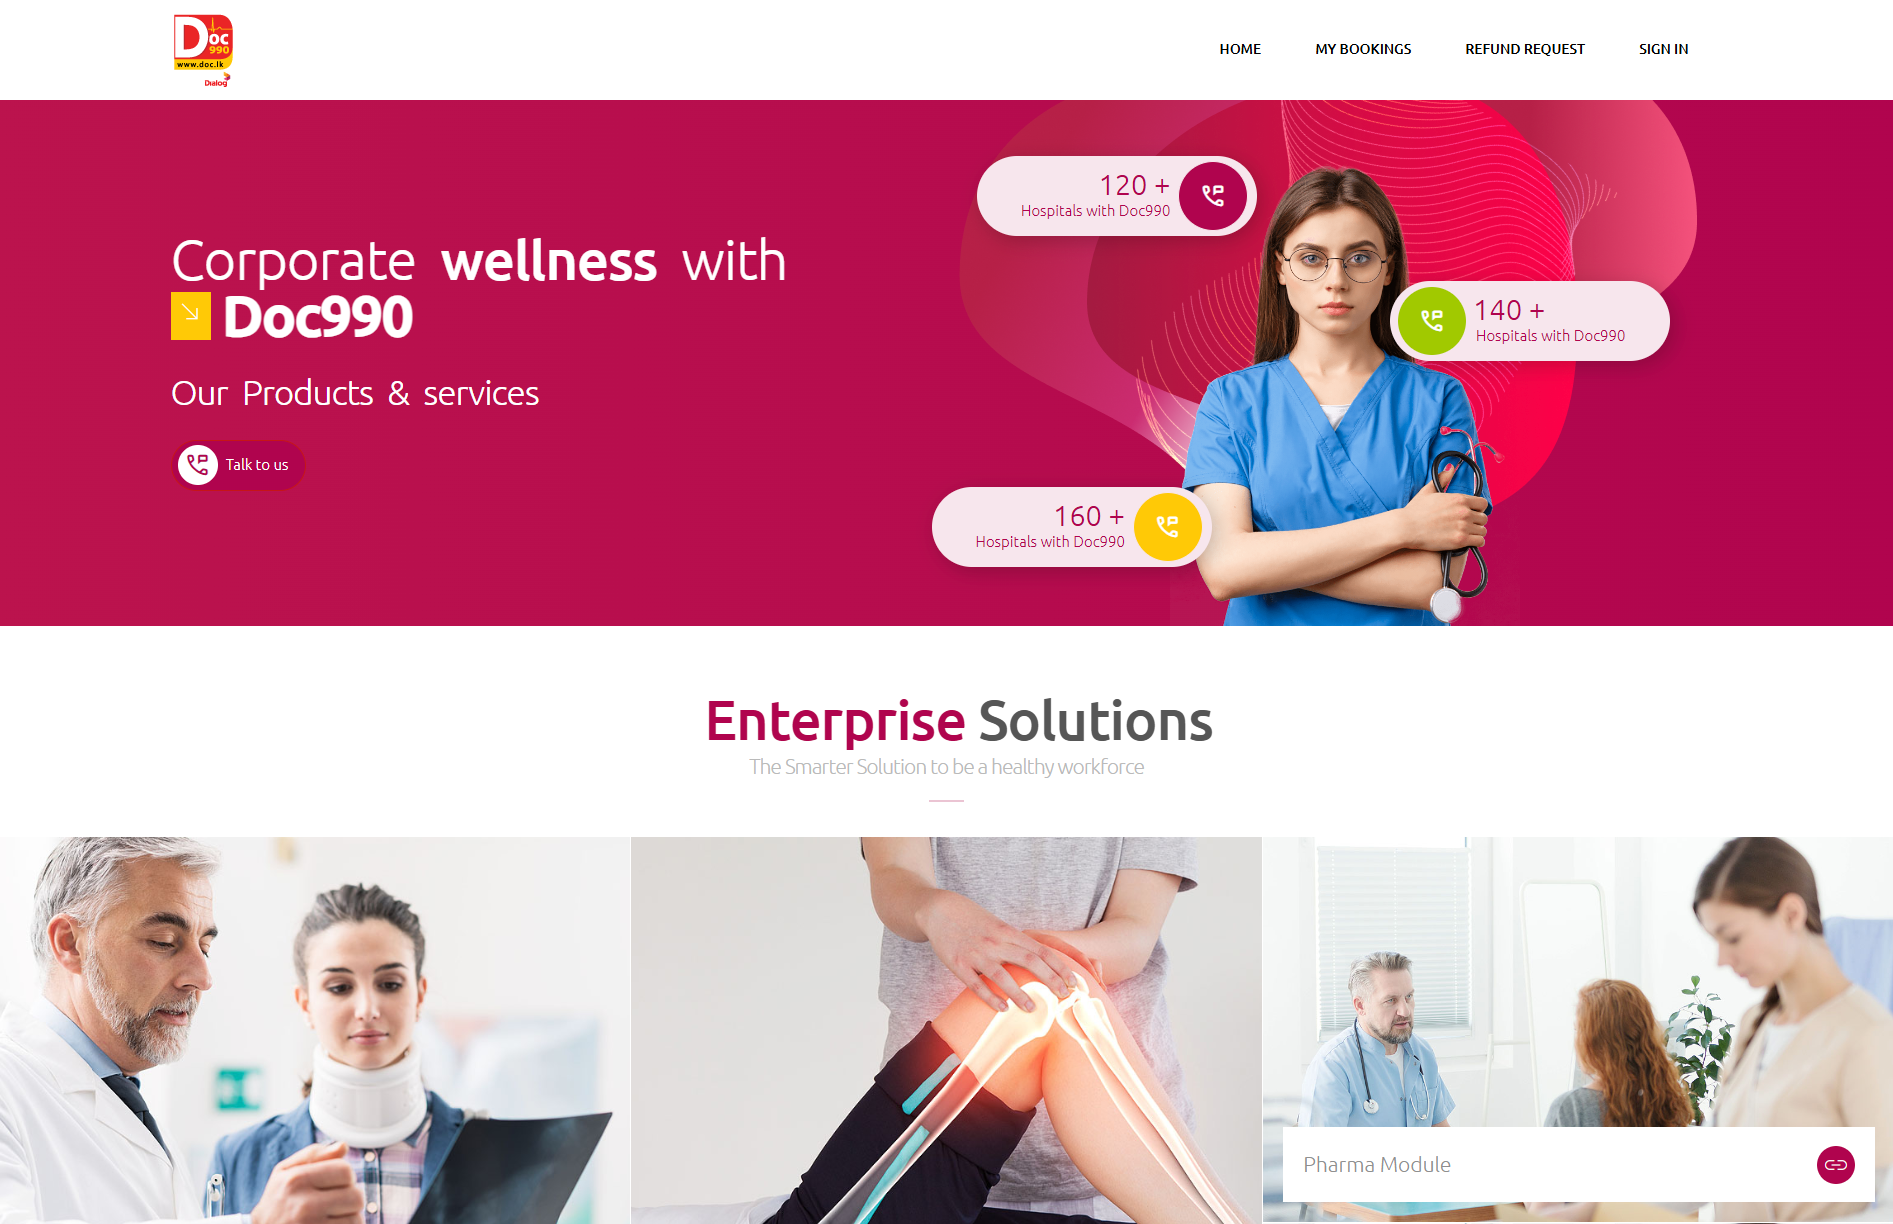 Doc
990
www.doc.lk
Dialog
HOME
MY BOOKINGS
REFUND REQUEST
SIGN IN
120 +
Hospitals with Doc990
Corporate wellness with
Doc990
140 +
Hospitals with Doc990
Our Products & services
Talk to us
160 +
Hospitals with Doc990
Enterprise Solutions
The Smarter Solution to be a healthy workforce
Pharma Module